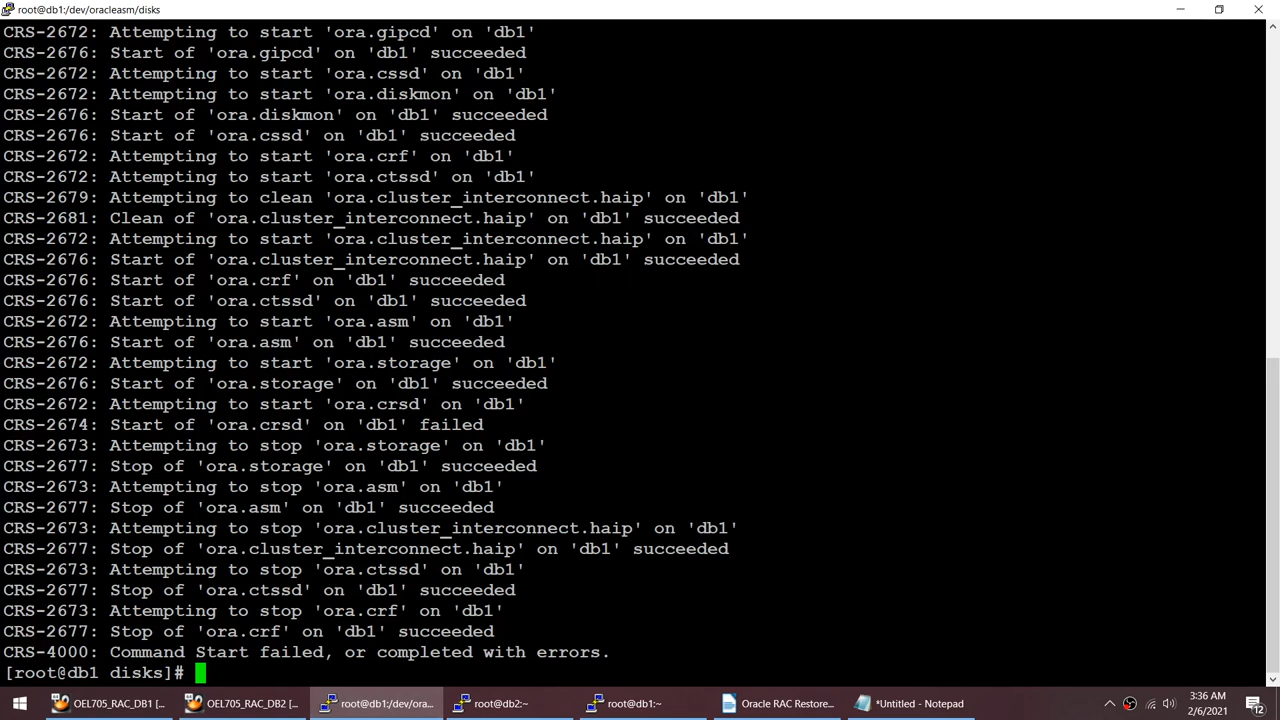 root@db1:/dev/oracleasm/disks
CRS-2672: Attempting to start 'ora.gipcd' on 'db1'
CRS-2676: Start of 'ora.gipcd' on 'db1' succeeded
CRS-2672: Attempting to start 'ora.cssd' on 'db1'
CRS-2672: Attempting to start 'ora.diskmon' on 'db1'
CRS-2676: Start of 'ora.diskmon' on 'db1' succeeded
CRS-2676: Start of 'ora.cssd' on 'db1' succeeded
CRS-2672: Attempting to start 'ora.crf' on 'db1'
CRS-2672: Attempting to start 'ora.ctssd' on 'db1'
CRS-2679: Attempting to clean 'ora.cluster_interconnect.haip' on 'db1'
CRS-2681: Clean of 'ora.cluster_interconnect.haip' on 'db1' succeeded
CRS-2672: Attempting to start 'ora.cluster_interconnect.haip' on 'db1'
CRS-2676: Start of 'ora.cluster_interconnect.haip' on 'db1' succeeded
CRS-2676: Start of 'ora.crf' on 'db1' succeeded
CRS-2676: Start of 'ora.ctssd' on 'db1' succeeded
CRS-2672: Attempting to start 'ora.asm' on 'db1'
CRS-2676: Start of 'ora.asm' on 'db1' succeeded
CRS-2672: Attempting to start 'ora.storage' on 'db1'
CRS-2676: Start of 'ora.storage' on 'db1' succeeded
CRS-2672: Attempting to start 'ora.crsd' on 'db1'
CRS-2674: Start of 'ora.crsd' on 'db1' failed
CRS-2673: Attempting to stop 'ora.storage' on 'db1'
CRS-2677: Stop of 'ora.storage' on 'db1' succeeded
CRS-2673: Attempting to stop 'ora.asm' on 'db1'
CRS-2677: Stop of 'ora.asm' on 'db1' succeeded
CRS-2673: Attempting to stop 'ora.cluster_interconnect.haip' on 'db1'
CRS-2677: Stop of 'ora.cluster_interconnect.haip' on 'db1' succeeded
CRS-2673: Attempting to stop 'ora.ctssd' on 'db1'
CRS-2677: Stop of 'ora.ctssd' on 'db1' succeeded
CRS-2673: Attempting to stop 'ora.crf' on 'db1'
CRS-2677: Stop of 'ora.crf' on 'db1' succeeded
CRS-4000: Command Start failed, or completed with errors.
[root@db1 disks]#
OEL705_RAC_DB1 [... OEL705_RAC_DB2 [... root@db1:/dev/ora... root@db2:~ root@db1:~ Oracle RAC Restore... *Untitled - Notepad 3:36 AM
2/6/2021 12